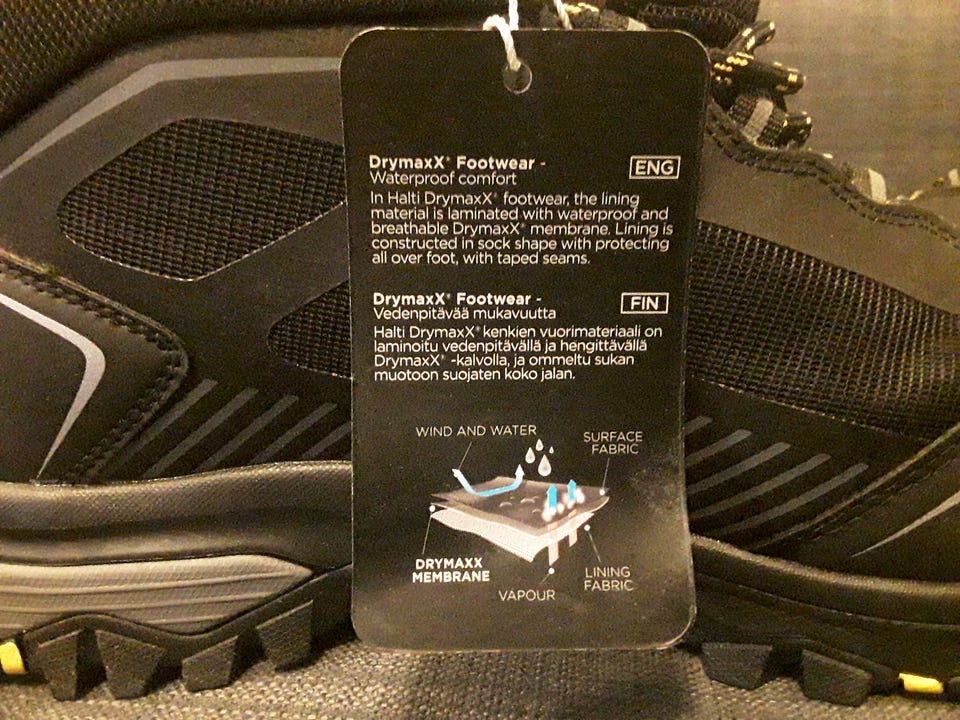 DrymaxX® Footwear -
ENG
Waterproof comfort
In Halti DrymaxX® footwear, the lining
material is laminated with waterproof and
breathable DrymaxX® membrane. Lining is
constructed in sock shape with protecting
all over foot, with taped seams.
DrymaxX® Footwear -
FIN
Vedenpitävää mukavuutta
Halti DrymaxX® kenkien vuorimateriaali on
laminoitu vedenpitävällä ja hengittävällä
DrymaxX® -kalvolla, ja ommeltu sukan
muotoon suojaten koko jalan.
WIND AND WATER
SURFACE
FABRIC
DRYMAXX
MEMBRANE
LINING
FABRIC
VAPOUR